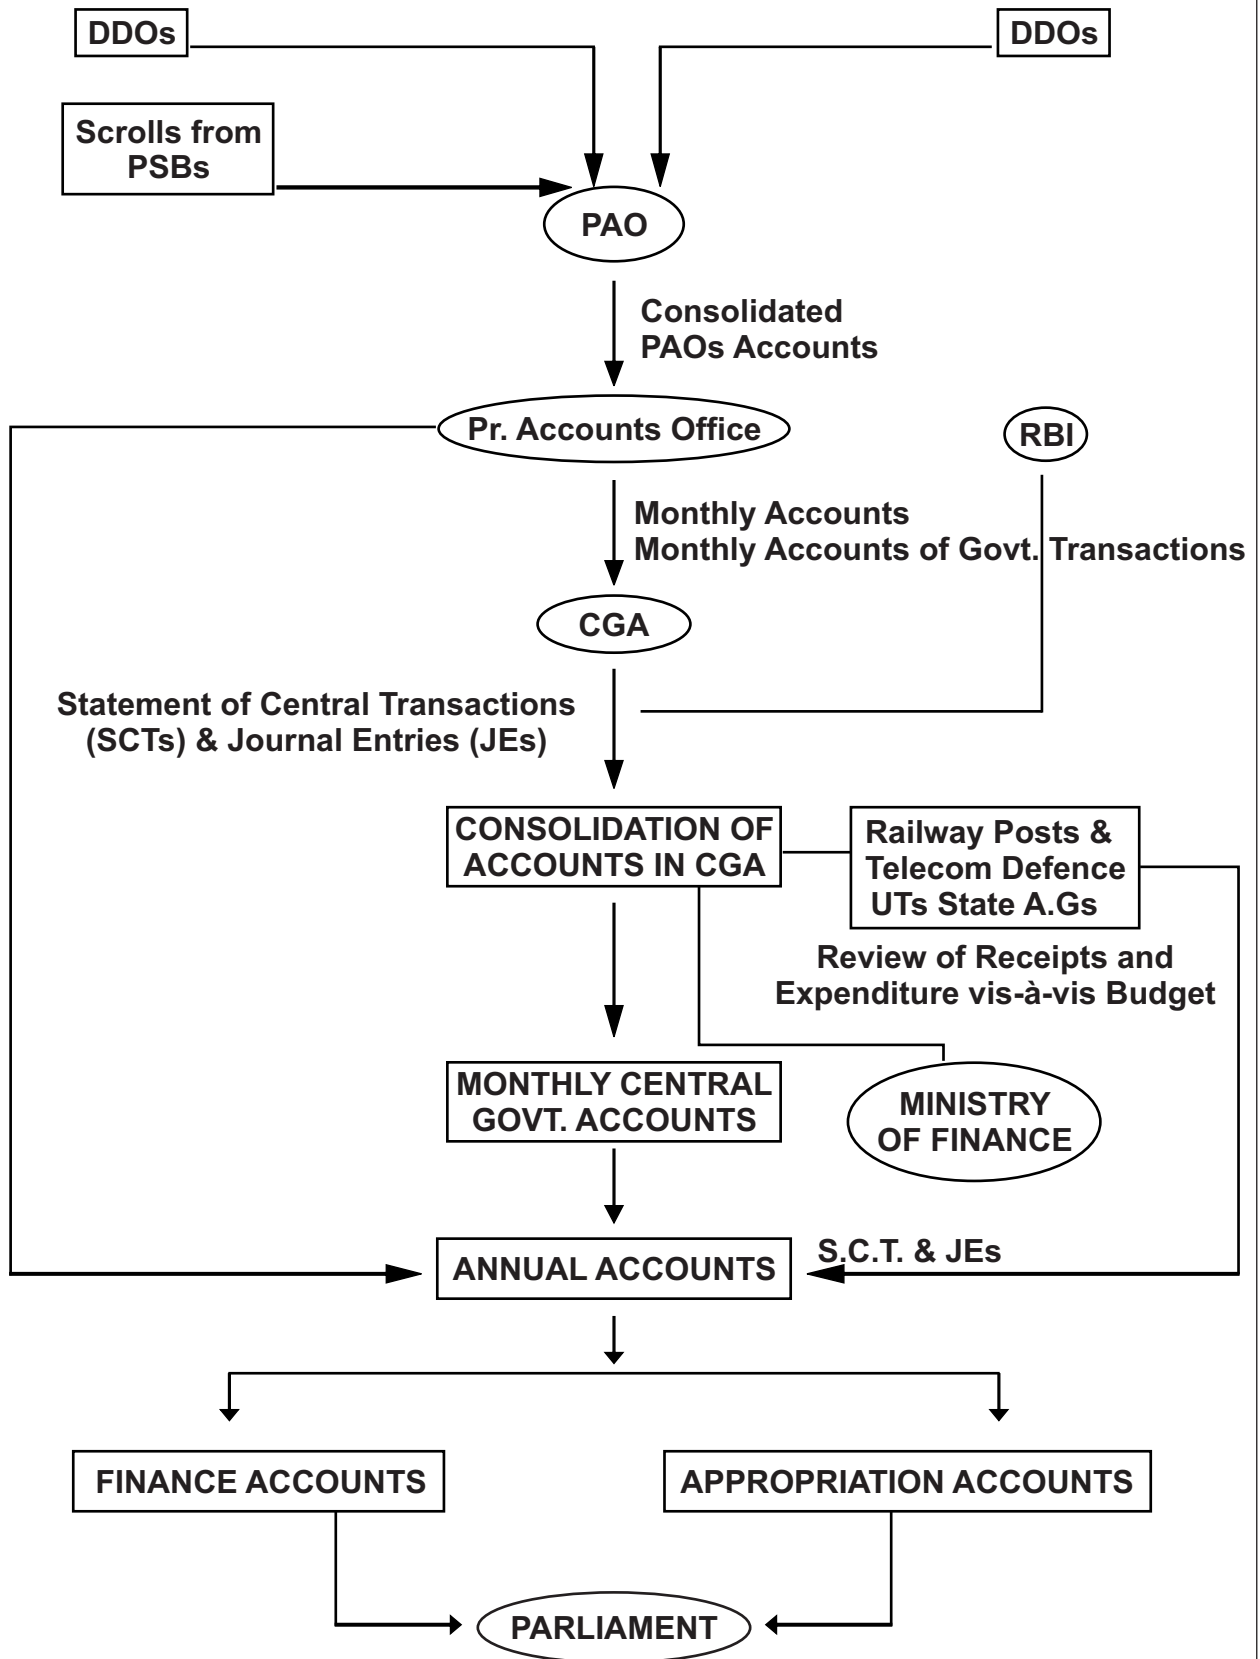 DDOs
DDOs
Scrolls from
PSBs
PAO
Consolidated
PAOs Accounts
Pr. Accounts Office
RBI
Monthly Accounts
Monthly Accounts of Govt. Transactions
CGA
Statement of Central Transactions
(SCTs) & Journal Entries (JEs)
CONSOLIDATION OF
ACCOUNTS IN CGA
Railway Posts &
Telecom Defence
UTs State A.Gs
Review of Receipts and
Expenditure vis-à-vis Budget
MONTHLY CENTRAL
GOVT. ACCOUNTS
MINISTRY
OF FINANCE
S.C.T. & JEs
ANNUAL ACCOUNTS
FINANCE ACCOUNTS
APPROPRIATION ACCOUNTS
PARLIAMENT